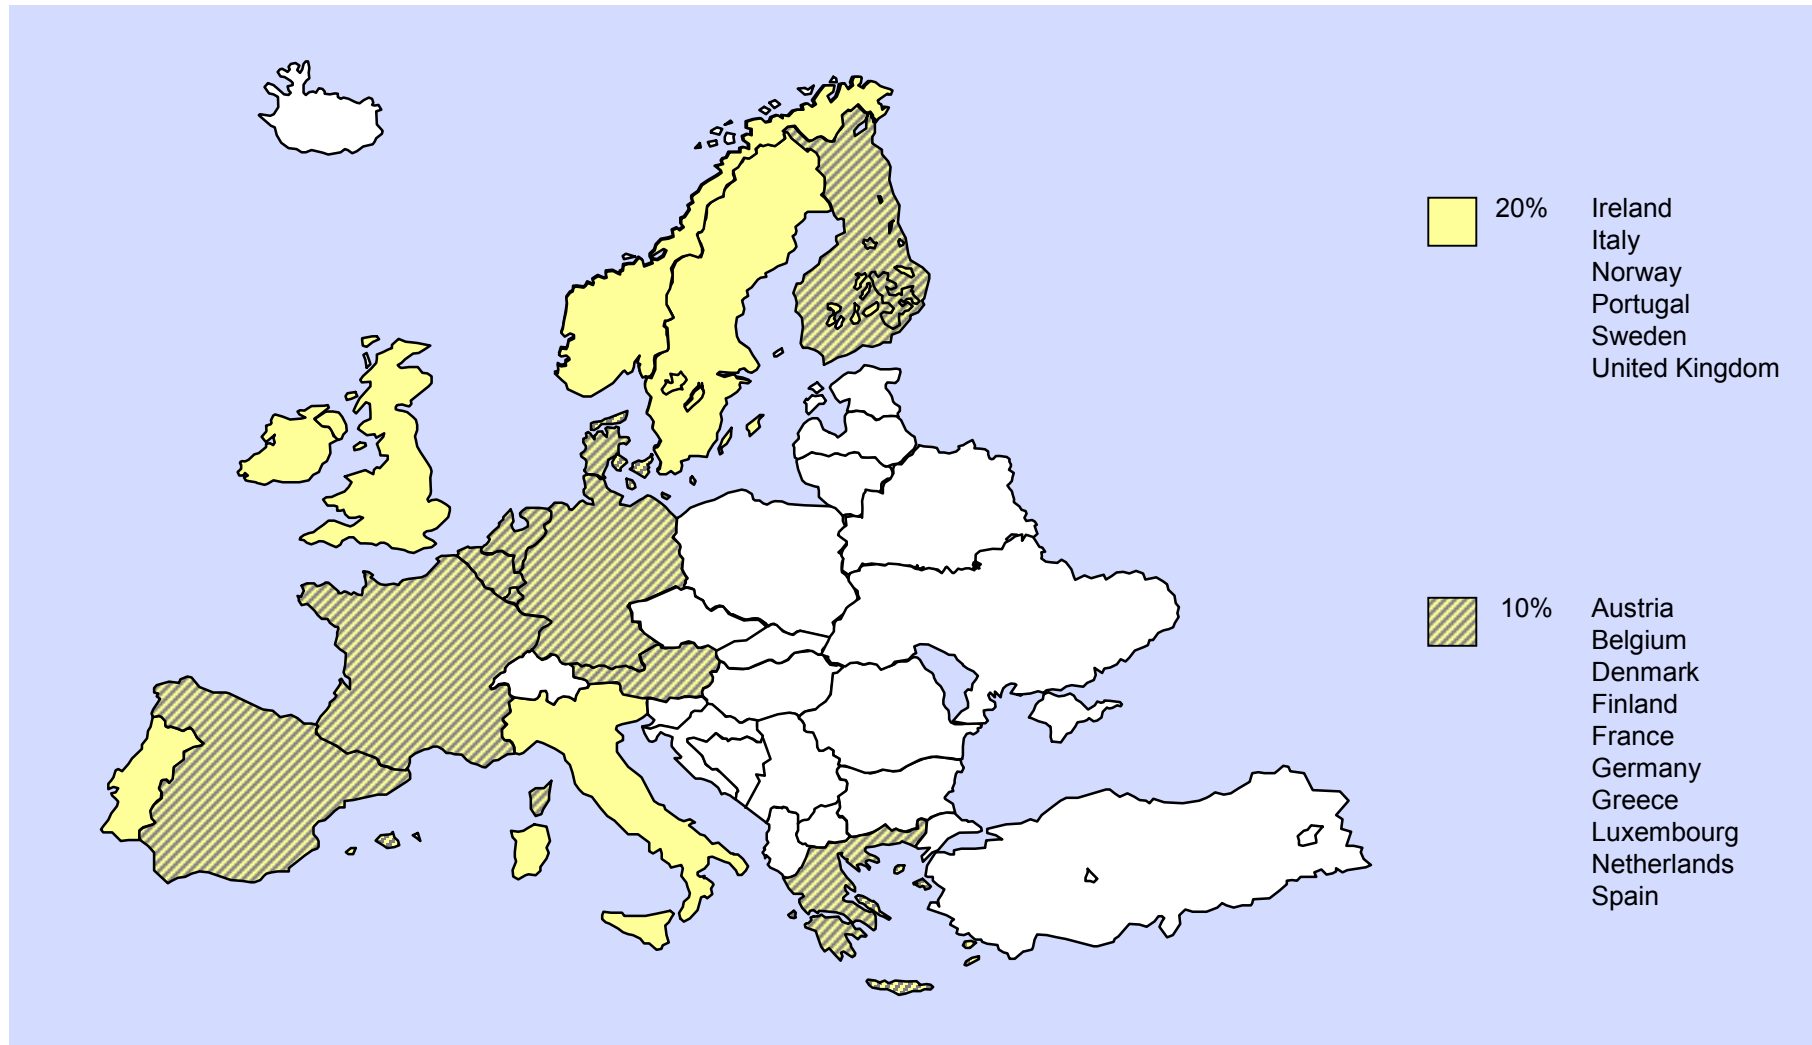 20% Ireland
Italy
Norway
Portugal
Sweden
United Kingdom
10% Austria
Belgium
Denmark
Finland
France
Germany
Greece
Luxembourg
Netherlands
Spain